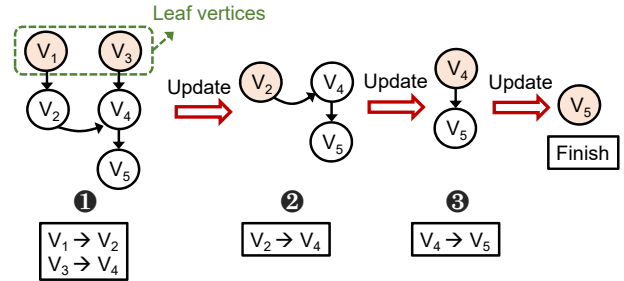 Leaf vertices
V1 V3
V2 V4
V5
Update
V2 V4
V5
Update
V4
V5
Update
V5
Finish
❶ ❷ ❸
V1 → V2
V3 → V4
V2 → V4
V4 → V5